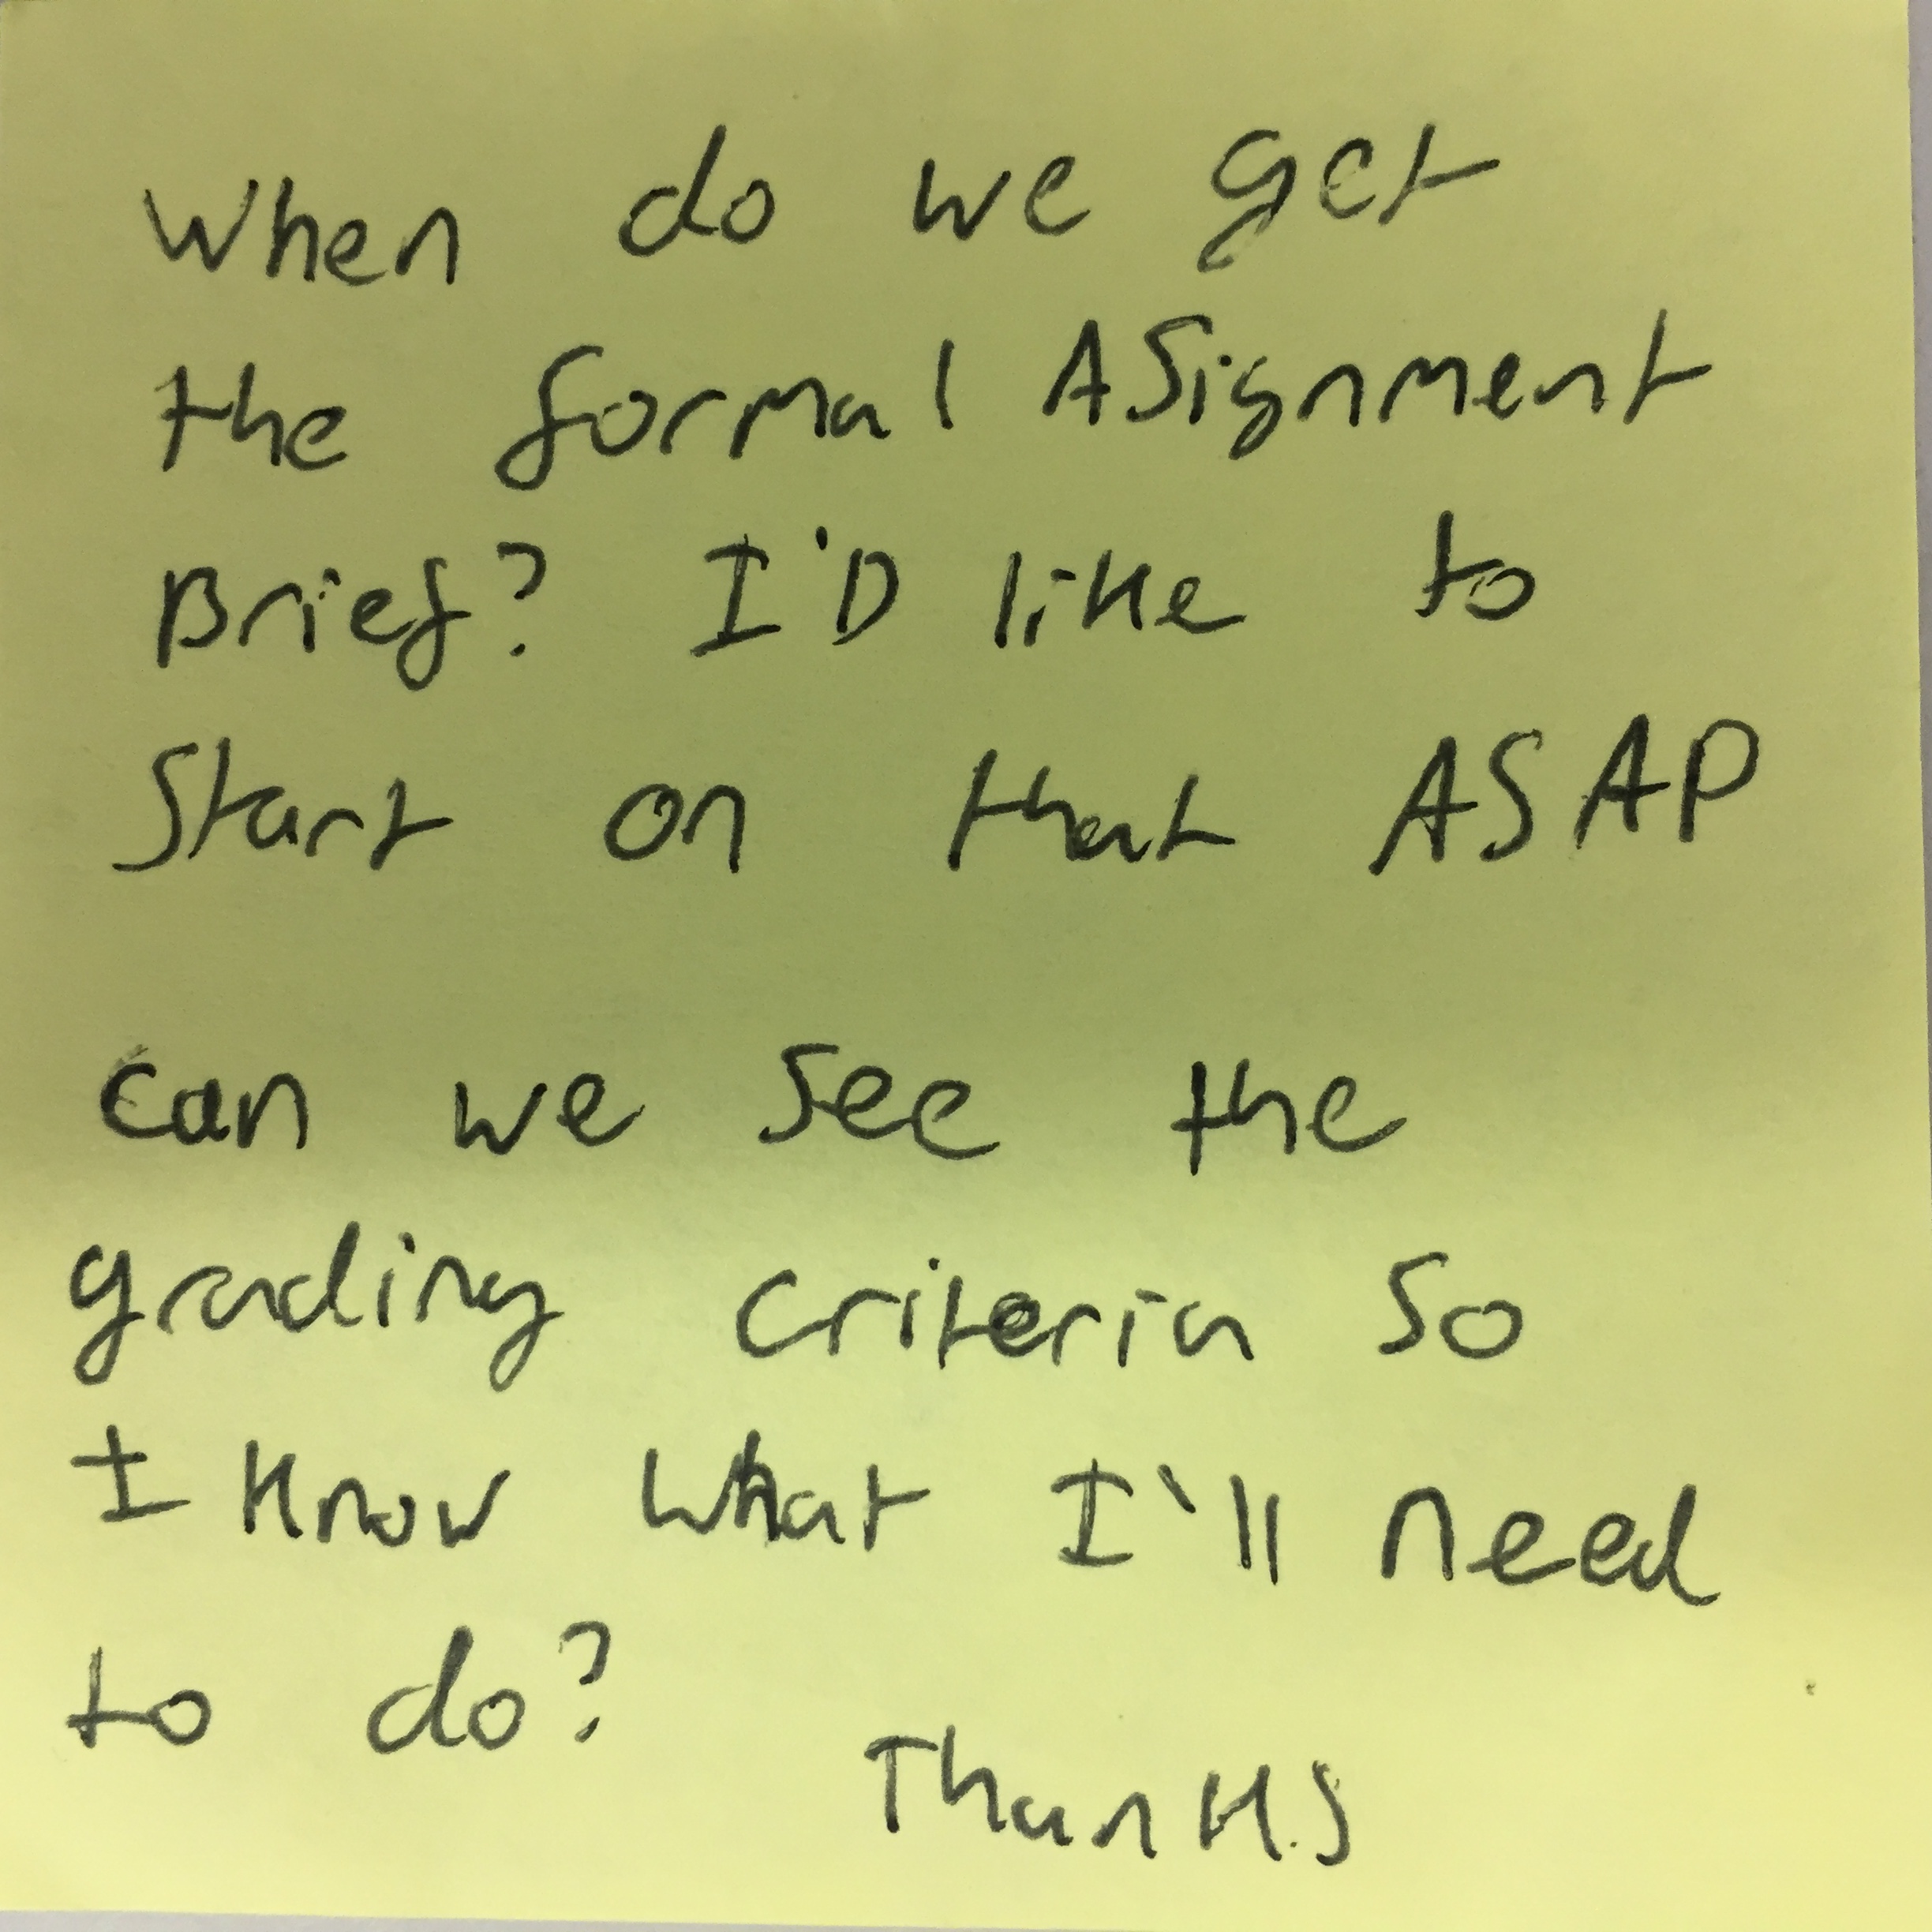 When do we get
the formal ASignment
Brief? I'D like to
Start on that ASAP
can we see the
grading criteria so
I know what I'll need
to do?
Thanks